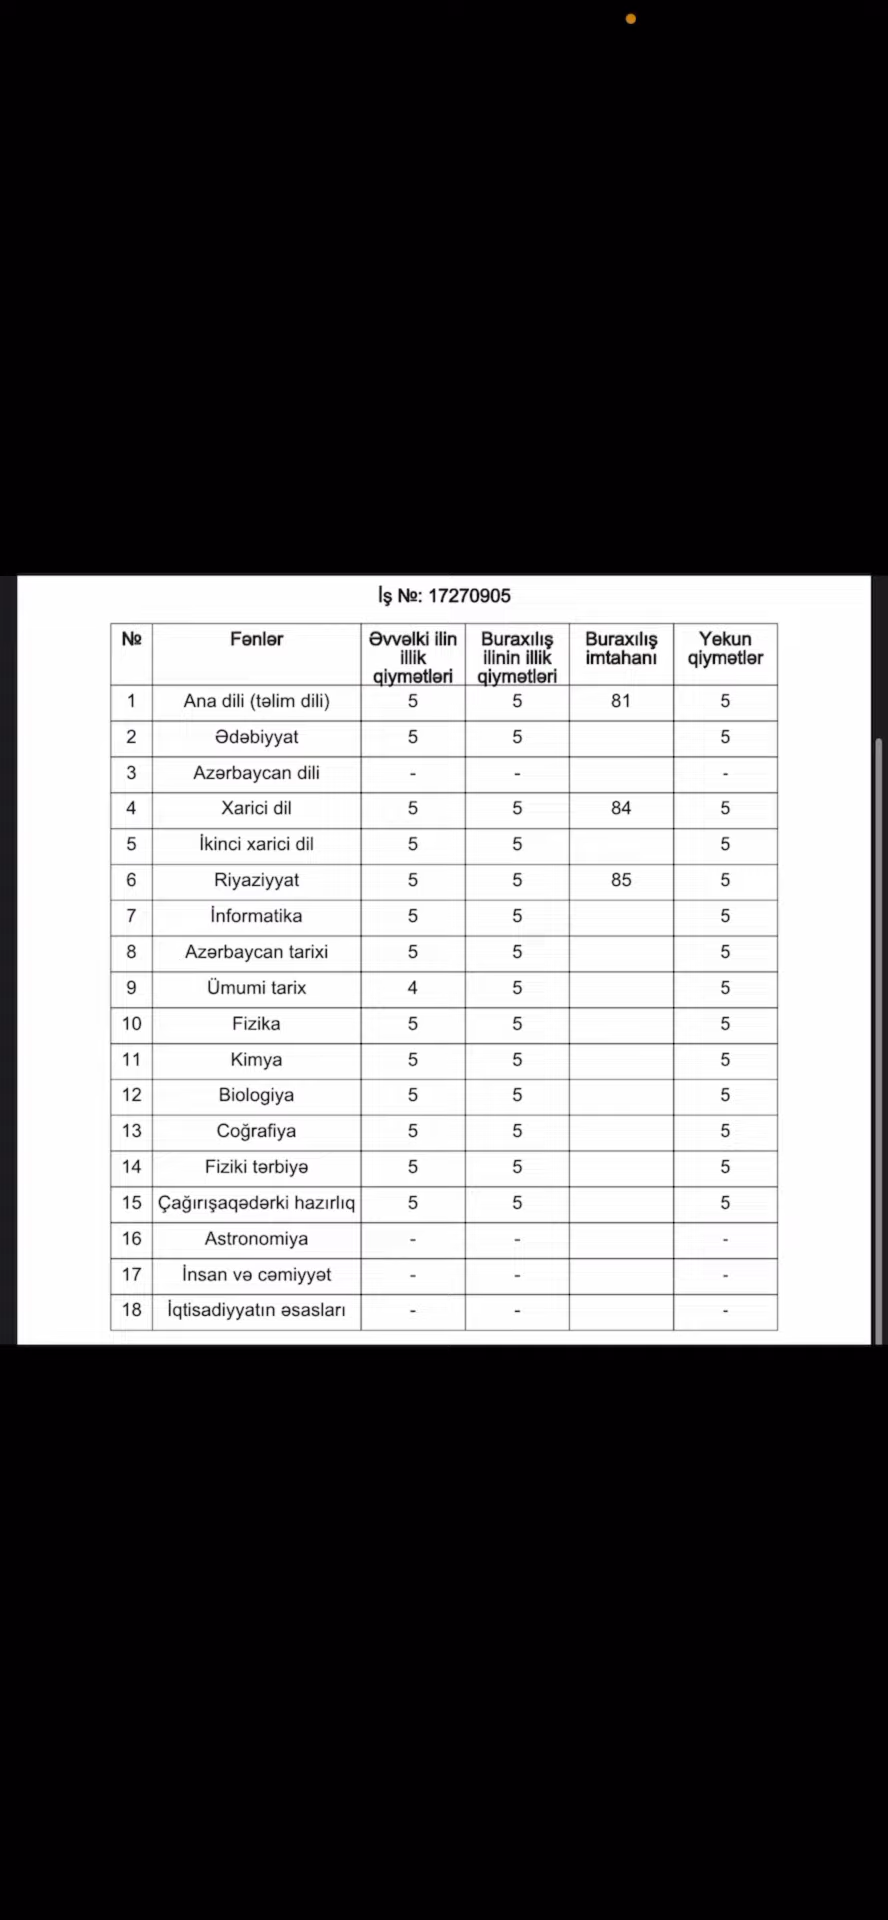 İş №: 17270905
№ Fənlər Əvvəlki ilin illik qiymətləri Buraxılış ilinin illik qiymətləri Buraxılış imtahanı Yekun qiymətlər
1 Ana dili (təlim dili) 5 5 81 5
2 Ədəbiyyat 5 5 5
3 Azərbaycan dili - - -
4 Xarici dil 5 5 84 5
5 İkinci xarici dil 5 5 5
6 Riyaziyyat 5 5 85 5
7 İnformatika 5 5 5
8 Azərbaycan tarixi 5 5 5
9 Ümumi tarix 4 5 5
10 Fizika 5 5 5
11 Kimya 5 5 5
12 Biologiya 5 5 5
13 Coğrafiya 5 5 5
14 Fiziki tərbiyə 5 5 5
15 Çağırışaqədərki hazırlıq 5 5 5
16 Astronomiya - - -
17 İnsan və cəmiyyət - - -
18 İqtisadiyyatın əsasları - - -